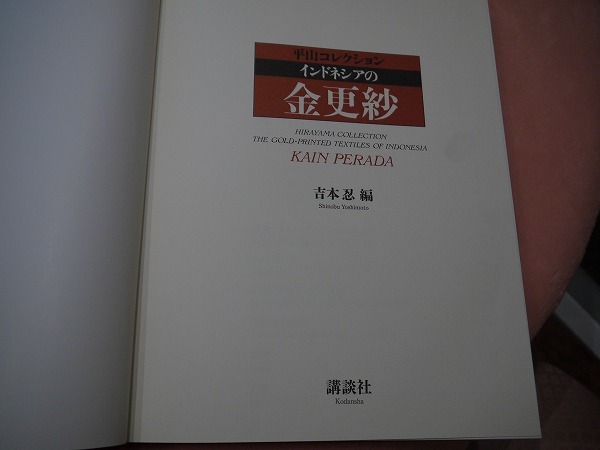 平山コレクション
インドネシアの
金更紗
HIRAYAMA COLLECTION
THE GOLD-PRINTED TEXTILES OF INDONESIA
KAIN PERADA
吉本 忍 編
Shinobu Yoshimoto
講談社
Kodansha